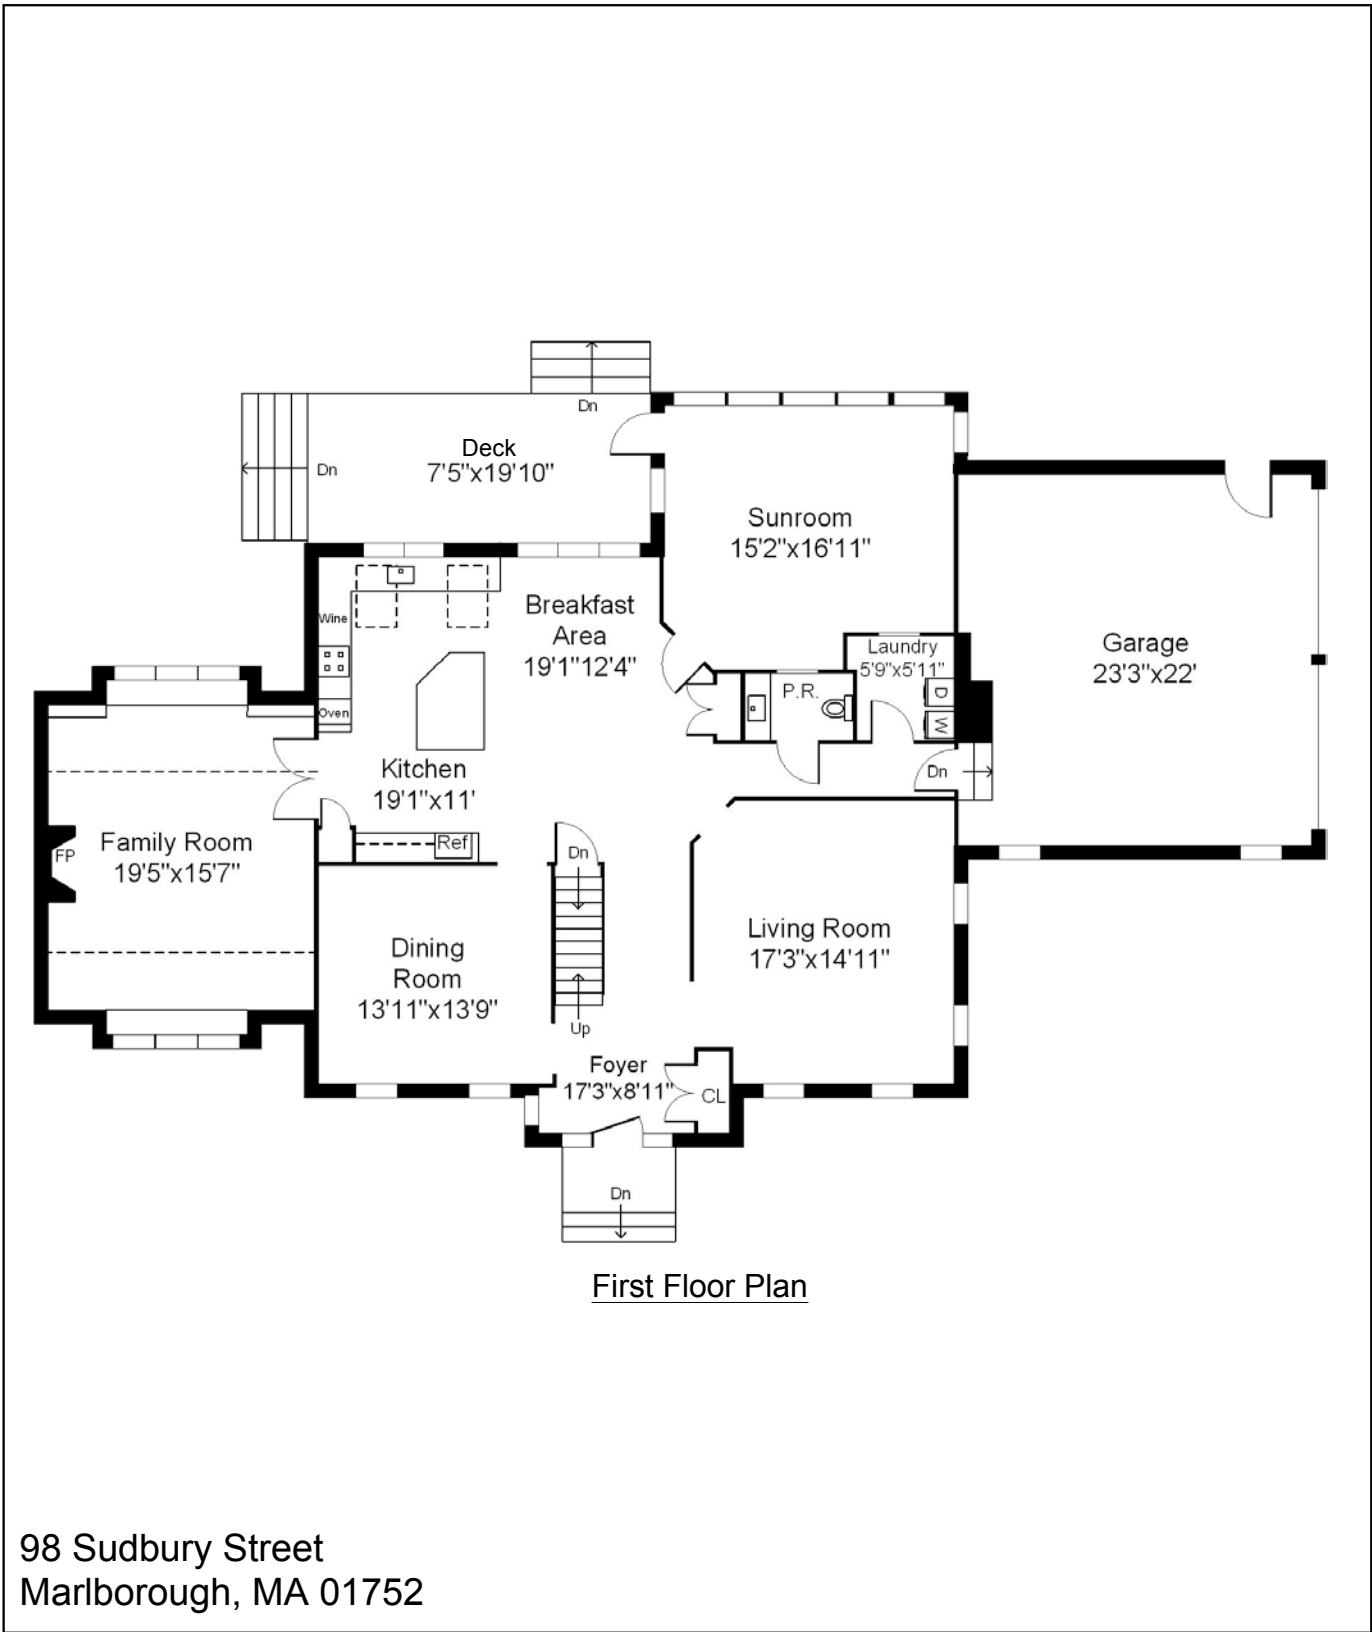 Dn
Deck
7'5"x19'10"
Dn
Sunroom
15'2"x16'11"
Breakfast
Area
19'1"12'4"
Wine
Oven
Laundry
5'9"x5'11"
D
W
P.R.
Garage
23'3"x22'
Kitchen
19'1"x11'
Dn
Family Room
19'5"x15'7"
FP
Ref
Dn
Dining
Room
13'11"x13'9"
Living Room
17'3"x14'11"
Up
Foyer
17'3"x8'11"
CL
Dn
First Floor Plan
98 Sudbury Street
Marlborough, MA 01752